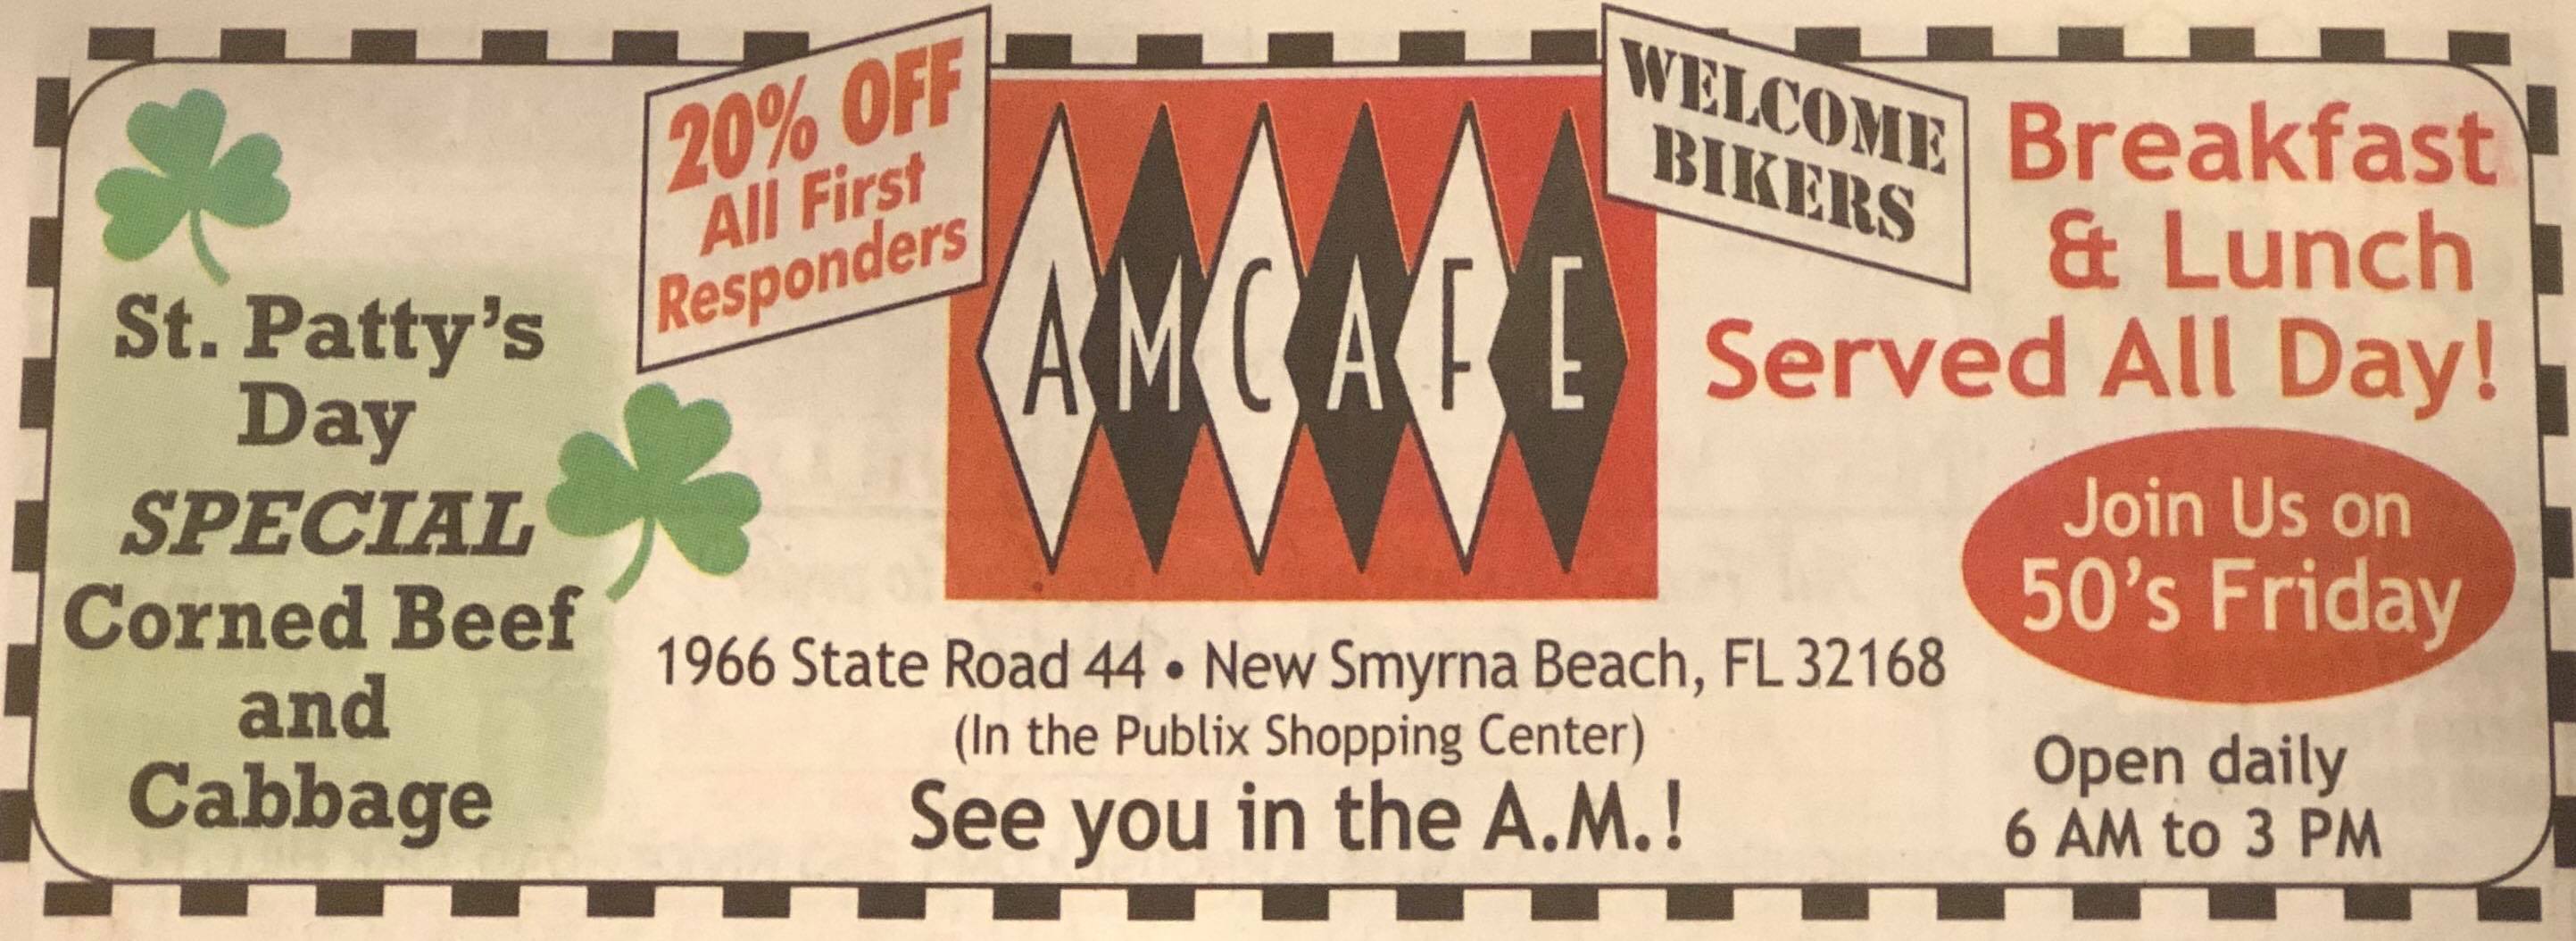 St. Patty's
Day
SPECIAL
Corned Beef
and
Cabbage
20% OFF
All First
Responders
AMCAFE
WELCOME
BIKERS
Breakfast
& Lunch
Served All Day!
Join Us on
50's Friday
1966 State Road 44 • New Smyrna Beach, FL 32168
(In the Publix Shopping Center)
See you in the A.M.!
Open daily
6 AM to 3 PM